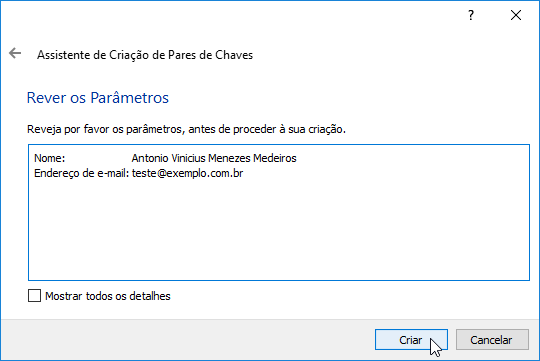 ?
Assistente de Criação de Pares de Chaves
Rever os Parâmetros
Reveja por favor os parâmetros, antes de proceder à sua criação.
Nome: Antonio Vinicius Menezes Medeiros
Endereço de e-mail: teste@exemplo.com.br
Mostrar todos os detalhes
Criar Cancelar